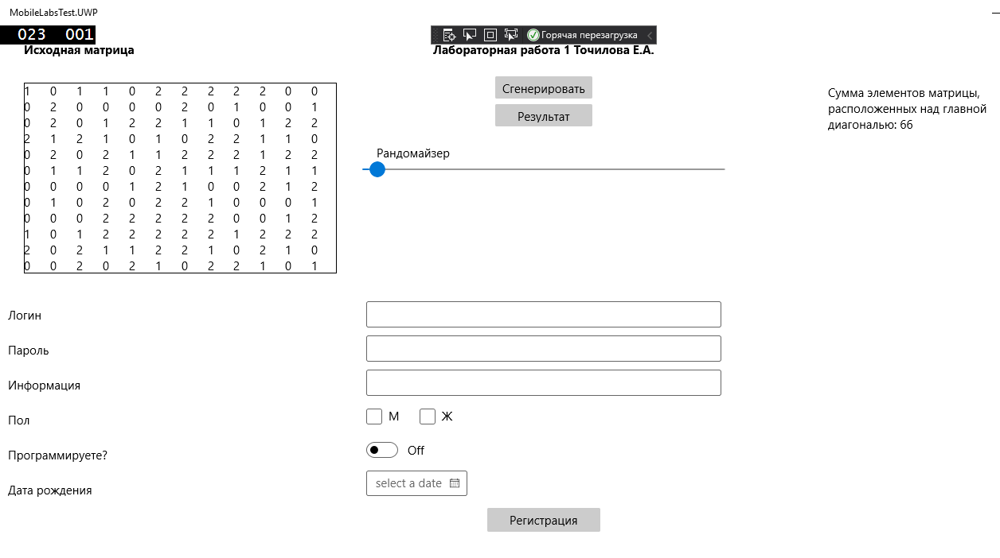 MobileLabsTest.UWP
023 001
Горячая перезагрузка
Исходная матрица
Лабораторная работа 1 Точилова Е.А.
1 0 1 1 0 2 2 2 2 2 0 0
0 2 0 0 0 0 2 0 1 0 0 1
0 2 0 1 2 2 1 1 0 1 2 2
2 1 2 1 0 1 0 2 2 1 1 0
0 2 0 2 1 1 2 2 2 1 2 2
0 1 1 2 0 2 1 1 1 2 1 1
0 0 0 0 1 2 1 0 0 2 1 2
0 1 0 2 0 2 2 1 0 0 0 1
0 0 0 2 2 2 2 2 0 0 1 2
1 0 1 2 2 2 2 2 1 2 2 2
2 0 2 1 1 2 2 1 0 2 1 0
0 0 2 0 2 1 0 2 2 1 0 1
Сгенерировать
Результат
Рандомайзер
Сумма элементов матрицы,
расположенных над главной
диагональю: 66
Логин
Пароль
Информация
Пол
М Ж
Программируете?
Off
Дата рождения
select a date
Регистрация